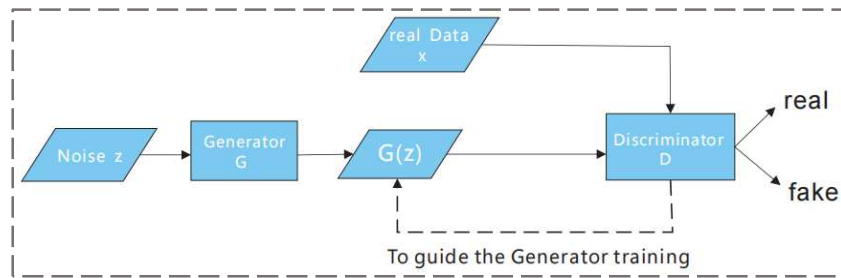 real Data
x
real
Noise z
Generator
G
G(z)
Discriminator
D
fake
To guide the Generator training